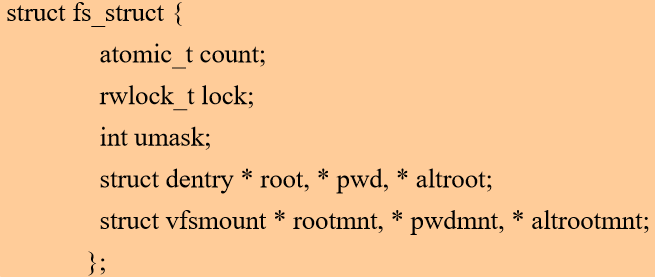 struct fs_struct {
atomic_t count;
rwlock_t lock;
int umask;
struct dentry * root, * pwd, * altroot;
struct vfsmount * rootmnt, * pwdmnt, * altrootmnt;
};